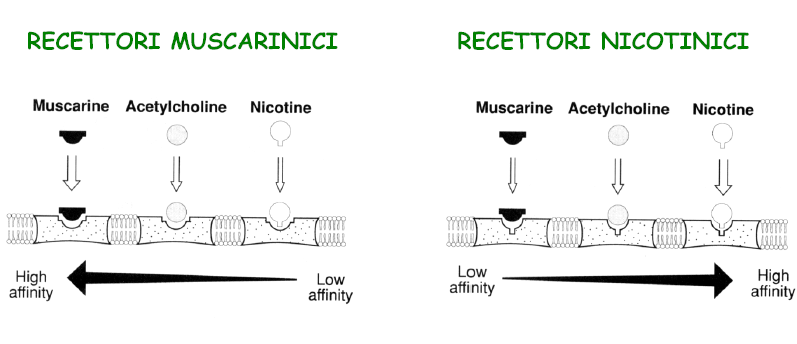 RECETTORI MUSCARINICI
RECETTORI NICOTINICI
Muscarine Acetylcholine Nicotine
Muscarine Acetylcholine Nicotine
High
affinity
Low
affinity
Low
affinity
High
affinity